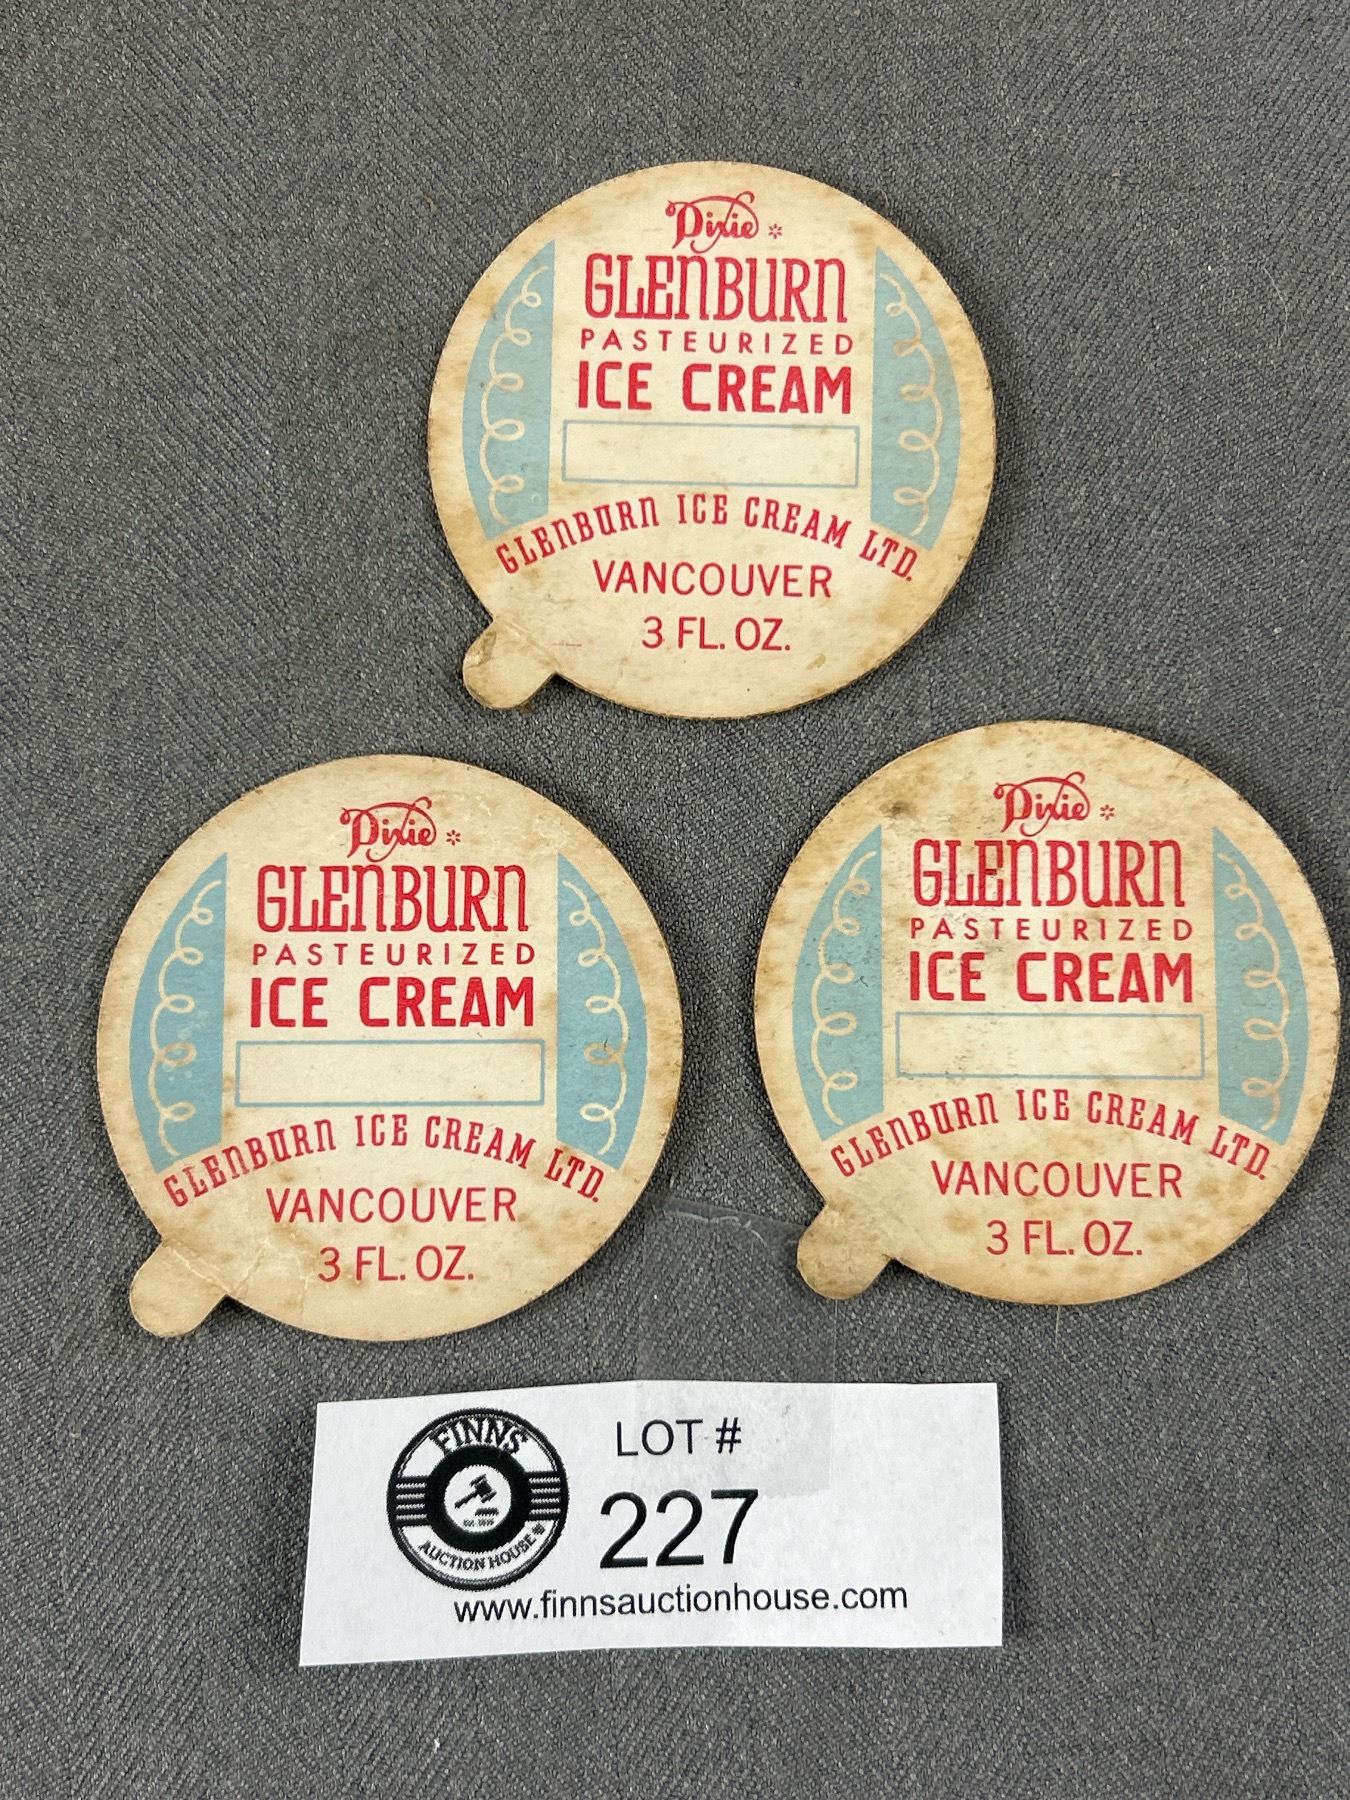 Dixie
GLENBURN
PASTEURIZED
ICE CREAM
GLENBURN ICE CREAM LTD.
VANCOUVER
3 FL. OZ.
Dixie
GLENBURN
PASTEURIZED
ICE CREAM
GLENBURN ICE CREAM LTD.
VANCOUVER
3 FL. OZ.
Dixie
GLENBURN
PASTEURIZED
ICE CREAM
GLENBURN ICE CREAM LTD.
VANCOUVER
3 FL. OZ.
FINNS
AUCTION HOUSE
LOT #
227
www.finnsauctionhouse.com